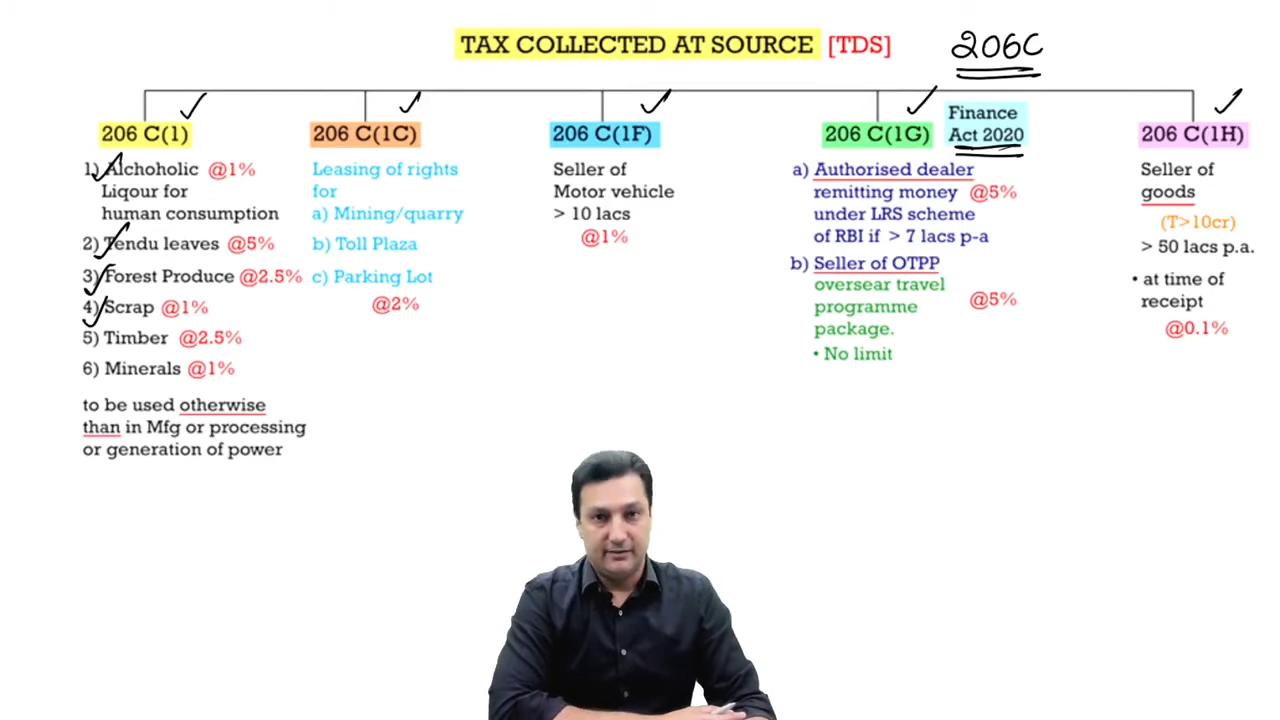 TAX COLLECTED AT SOURCE [TDS]
206C
206 C(1)
1) Alchoholic @1%
Liqour for
human consumption
2) Tendu leaves @5%
3) Forest Produce @2.5%
4) Scrap @1%
5) Timber @2.5%
6) Minerals @1%
to be used otherwise
than in Mfg or processing
or generation of power
206 C(1C)
Leasing of rights
for
a) Mining/quarry
b) Toll Plaza
c) Parking Lot
@2%
206 C(1F)
Seller of
Motor vehicle
> 10 lacs
@1%
206 C(1G)
Finance
Act 2020
a) Authorised dealer
remitting money @5%
under LRS scheme
of RBI if > 7 lacs p-a
b) Seller of OTPP
oversear travel
programme @5%
package.
• No limit
206 C(1H)
Seller of
goods
(T>10cr)
> 50 lacs p.a.
• at time of
receipt
@0.1%